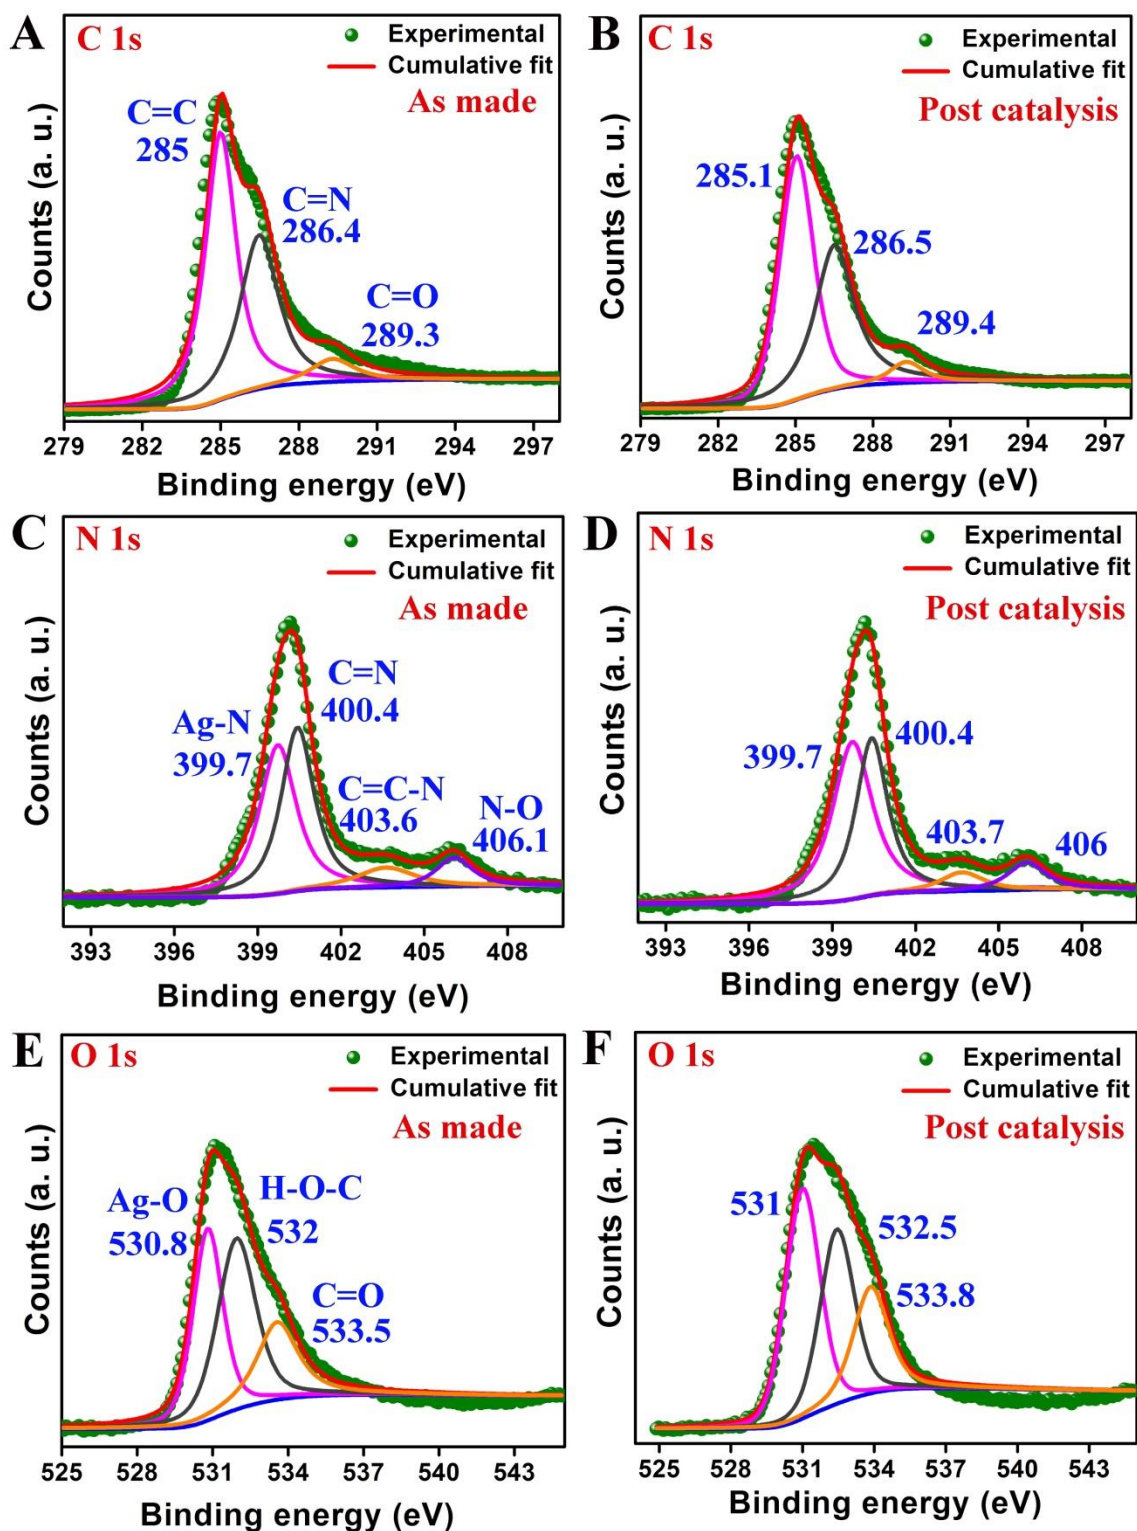 A
C 1s
Experimental
Cumulative fit
As made
C=C
285
C=N
286.4
C=O
289.3
Counts (a. u.)
279 282 285 288 291 294 297
Binding energy (eV)
B
C 1s
Experimental
Cumulative fit
Post catalysis
285.1
286.5
289.4
Counts (a. u.)
279 282 285 288 291 294 297
Binding energy (eV)
C
N 1s
Experimental
Cumulative fit
As made
C=N
400.4
Ag-N
399.7
C=C-N
403.6
N-O
406.1
Counts (a. u.)
393 396 399 402 405 408
Binding energy (eV)
D
N 1s
Experimental
Cumulative fit
Post catalysis
399.7
400.4
403.7
406
Counts (a. u.)
393 396 399 402 405 408
Binding energy (eV)
E
O 1s
Experimental
Cumulative fit
As made
Ag-O
530.8
H-O-C
532
C=O
533.5
Counts (a. u.)
525 528 531 534 537 540 543
Binding energy (eV)
F
O 1s
Experimental
Cumulative fit
Post catalysis
531
532.5
533.8
Counts (a. u.)
525 528 531 534 537 540 543
Binding energy (eV)